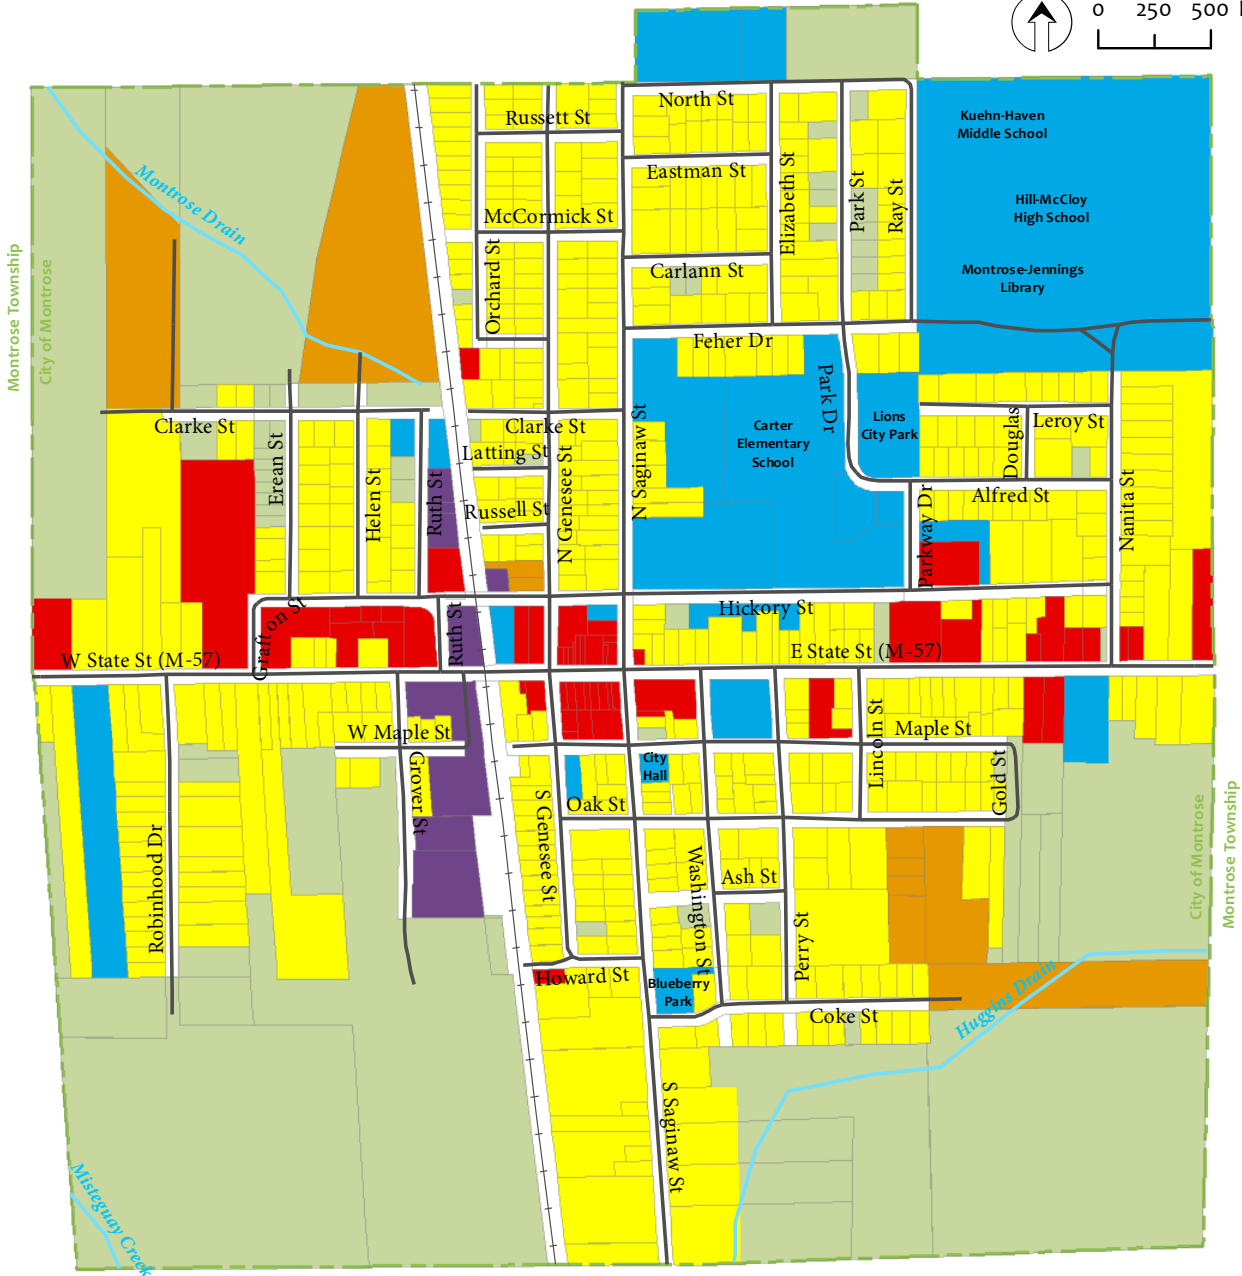 0 250 500
North St
Russett St
Kuehn-Haven
Middle School
Eastman St
Elizabeth St
Park St
Ray St
Montrose Drain
McCormick St
Hill-McCloy
High School
Orchard St
Carlann St
Montrose-Jennings
Library
Montrose Township
City of Montrose
Feher Dr
Park Dr
Clarke St
Clarke St
Lions
City Park
Carter
Elementary
School
Leroy St
Douglas
Erean St
Helen St
Ruth St
Latting St
N Genesee St
N Saginaw St
Russell St
Alfred St
Parkway Dr
Nanita St
Grafton St
Ruth St
Hickory St
W State St (M-57)
E State St (M-57)
W Maple St
Maple St
Lincoln St
Gold St
City
Hall
Grover St
S Genesee St
Oak St
Robinhood Dr
Washington St
Ash St
Perry St
City of Montrose
Montrose Township
Howard St
Blueberry
Park
Coke St
Huggins Drain
S Saginaw St
Misteguay Creek